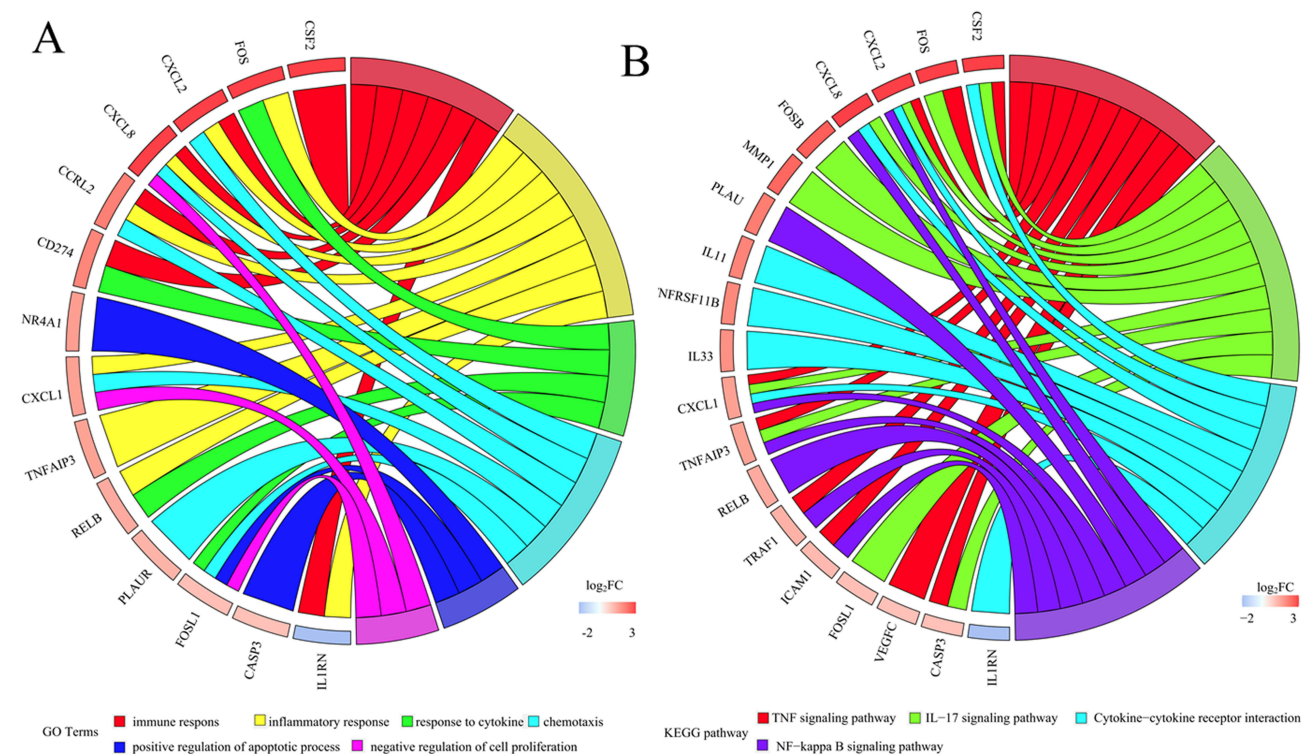 A
CSF2
FOS
CXCL2
CXCL8
CCRL2
CD274
NR4A1
CXCL1
TNFAIP3
RELB
PLAUR
FOSL1
CASP3
IL1RN
log2FC
-2 3
GO Terms
immune respons
inflammatory response
response to cytokine
chemotaxis
positive regulation of apoptotic process
negative regulation of cell proliferation
B
CSF2
FOS
CXCL2
CXCL8
FOSB
MMP1
PLAU
IL11
NFRSF11B
IL33
CXCL1
TNFAIP3
RELB
TRAF1
ICAM1
FOSL1
VEGFC
CASP3
IL1RN
log2FC
−2 3
KEGG pathway
TNF signaling pathway
IL−17 signaling pathway
Cytokine−cytokine receptor interaction
NF−kappa B signaling pathway